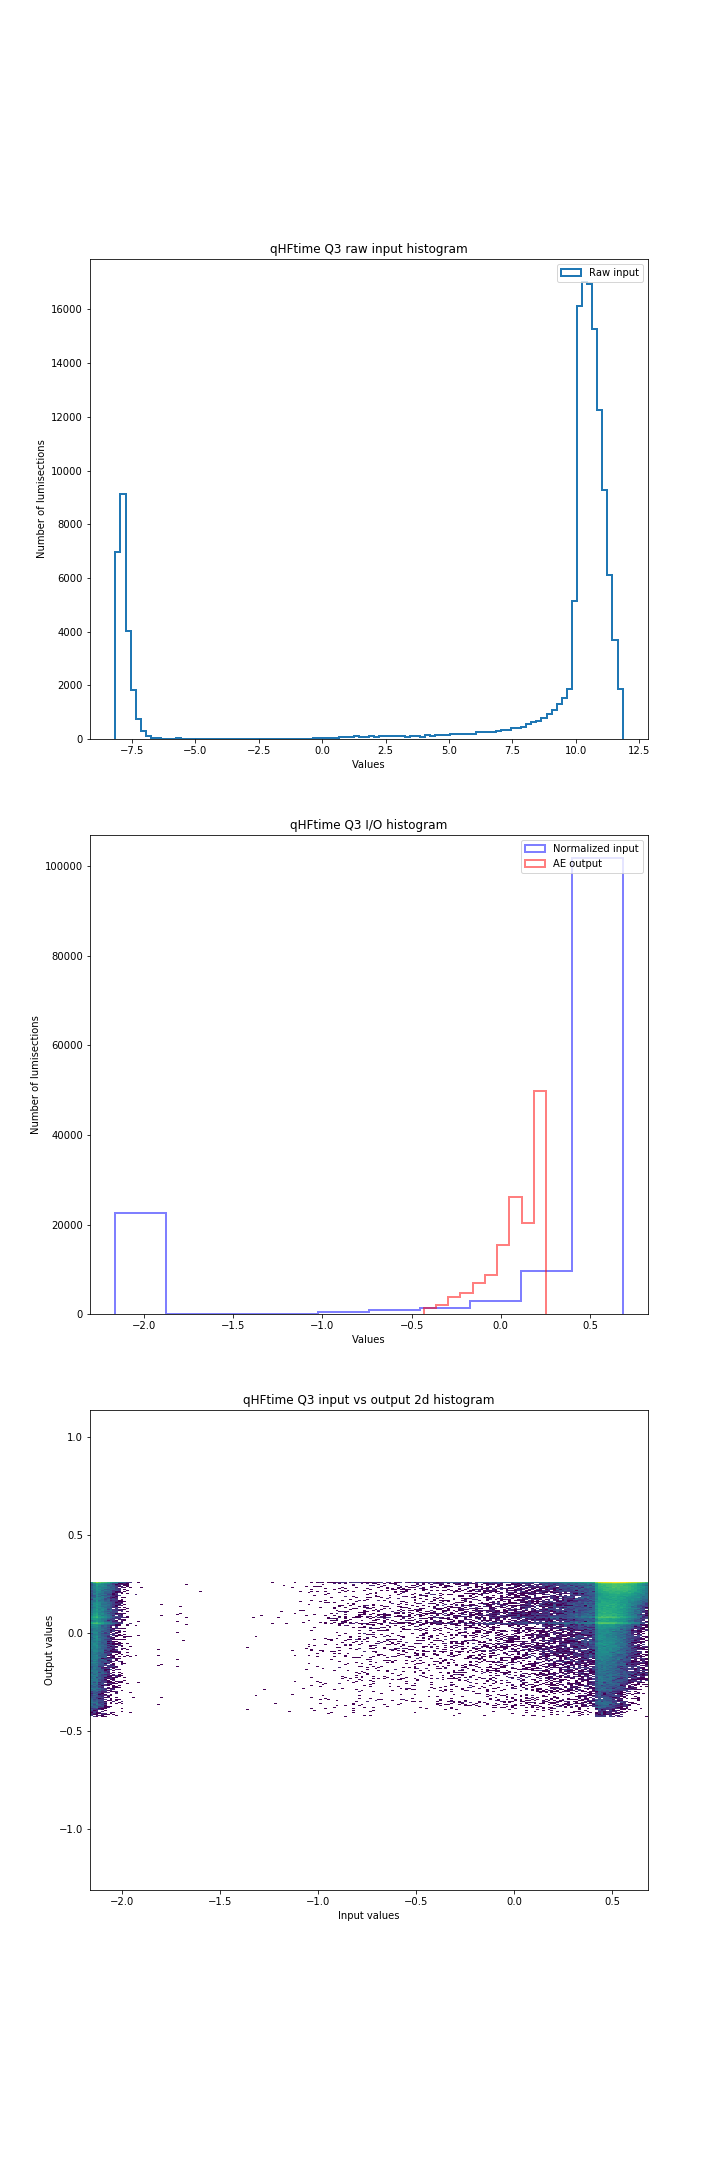 qHFtime Q3 raw input histogram
Raw input
16000
14000
12000
10000
8000
6000
4000
2000
0
Number of lumisections
−7.5 −5.0 −2.5 0.0 2.5 5.0 7.5 10.0 12.5
Values
qHFtime Q3 I/O histogram
Normalized input
AE output
100000
80000
60000
40000
20000
0
Number of lumisections
−2.0 −1.5 −1.0 −0.5 0.0 0.5
Values
qHFtime Q3 input vs output 2d histogram
1.0
0.5
0.0
−0.5
−1.0
Output values
−2.0 −1.5 −1.0 −0.5 0.0 0.5
Input values